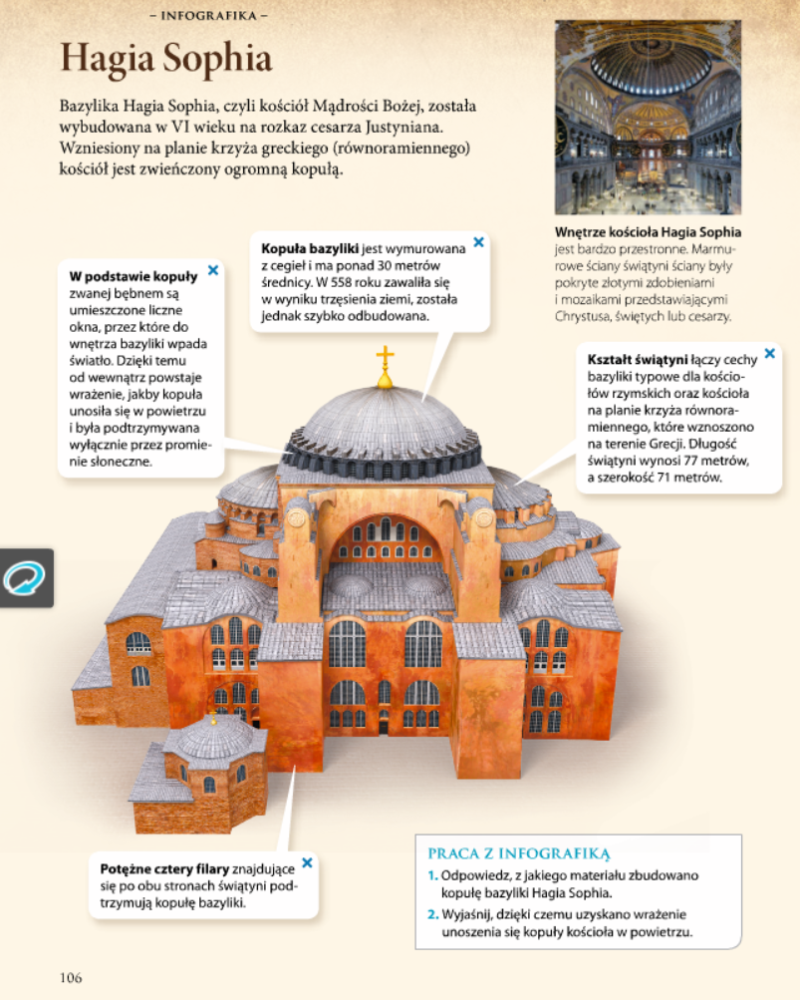 – INFOGRAFIKA –
Hagia Sophia
Bazylika Hagia Sophia, czyli kościół Mądrości Bożej, została
wybudowana w VI wieku na rozkaz cesarza Justyniana.
Wzniesiony na planie krzyża greckiego (równoramiennego)
kościół jest zwieńczony ogromną kopułą.
Wnętrze kościoła Hagia Sophia
jest bardzo przestronne. Marmu-
rowe ściany świątyni ściany były
pokryte złotymi zdobieniami
i mozaikami przedstawiającymi
Chrystusa, świętych lub cesarzy.
Kopuła bazyliki jest wymurowana
z cegieł i ma ponad 30 metrów
średnicy. W 558 roku zawaliła się
w wyniku trzęsienia ziemi, została
jednak szybko odbudowana.
W podstawie kopuły
zwanej bębnem są
umieszczone liczne
okna, przez które do
wnętrza bazyliki wpada
światło. Dzięki temu
od wewnątrz powstaje
wrażenie, jakby kopuła
unosiła się w powietrzu
i była podtrzymywana
wyłącznie przez promie-
nie słoneczne.
Kształt świątyni łączy cechy
bazyliki typowe dla kościo-
łów rzymskich oraz kościoła
na planie krzyża równora-
miennego, które wznoszono
na terenie Grecji. Długość
świątyni wynosi 77 metrów,
a szerokość 71 metrów.
Potężne cztery filary znajdujące
się po obu stronach świątyni pod-
trzymują kopułę bazyliki.
PRACA Z INFOGRAFIKĄ
1. Odpowiedz, z jakiego materiału zbudowano
kopułę bazyliki Hagia Sophia.
2. Wyjaśnij, dzięki czemu uzyskano wrażenie
unoszenia się kopuły kościoła w powietrzu.
106